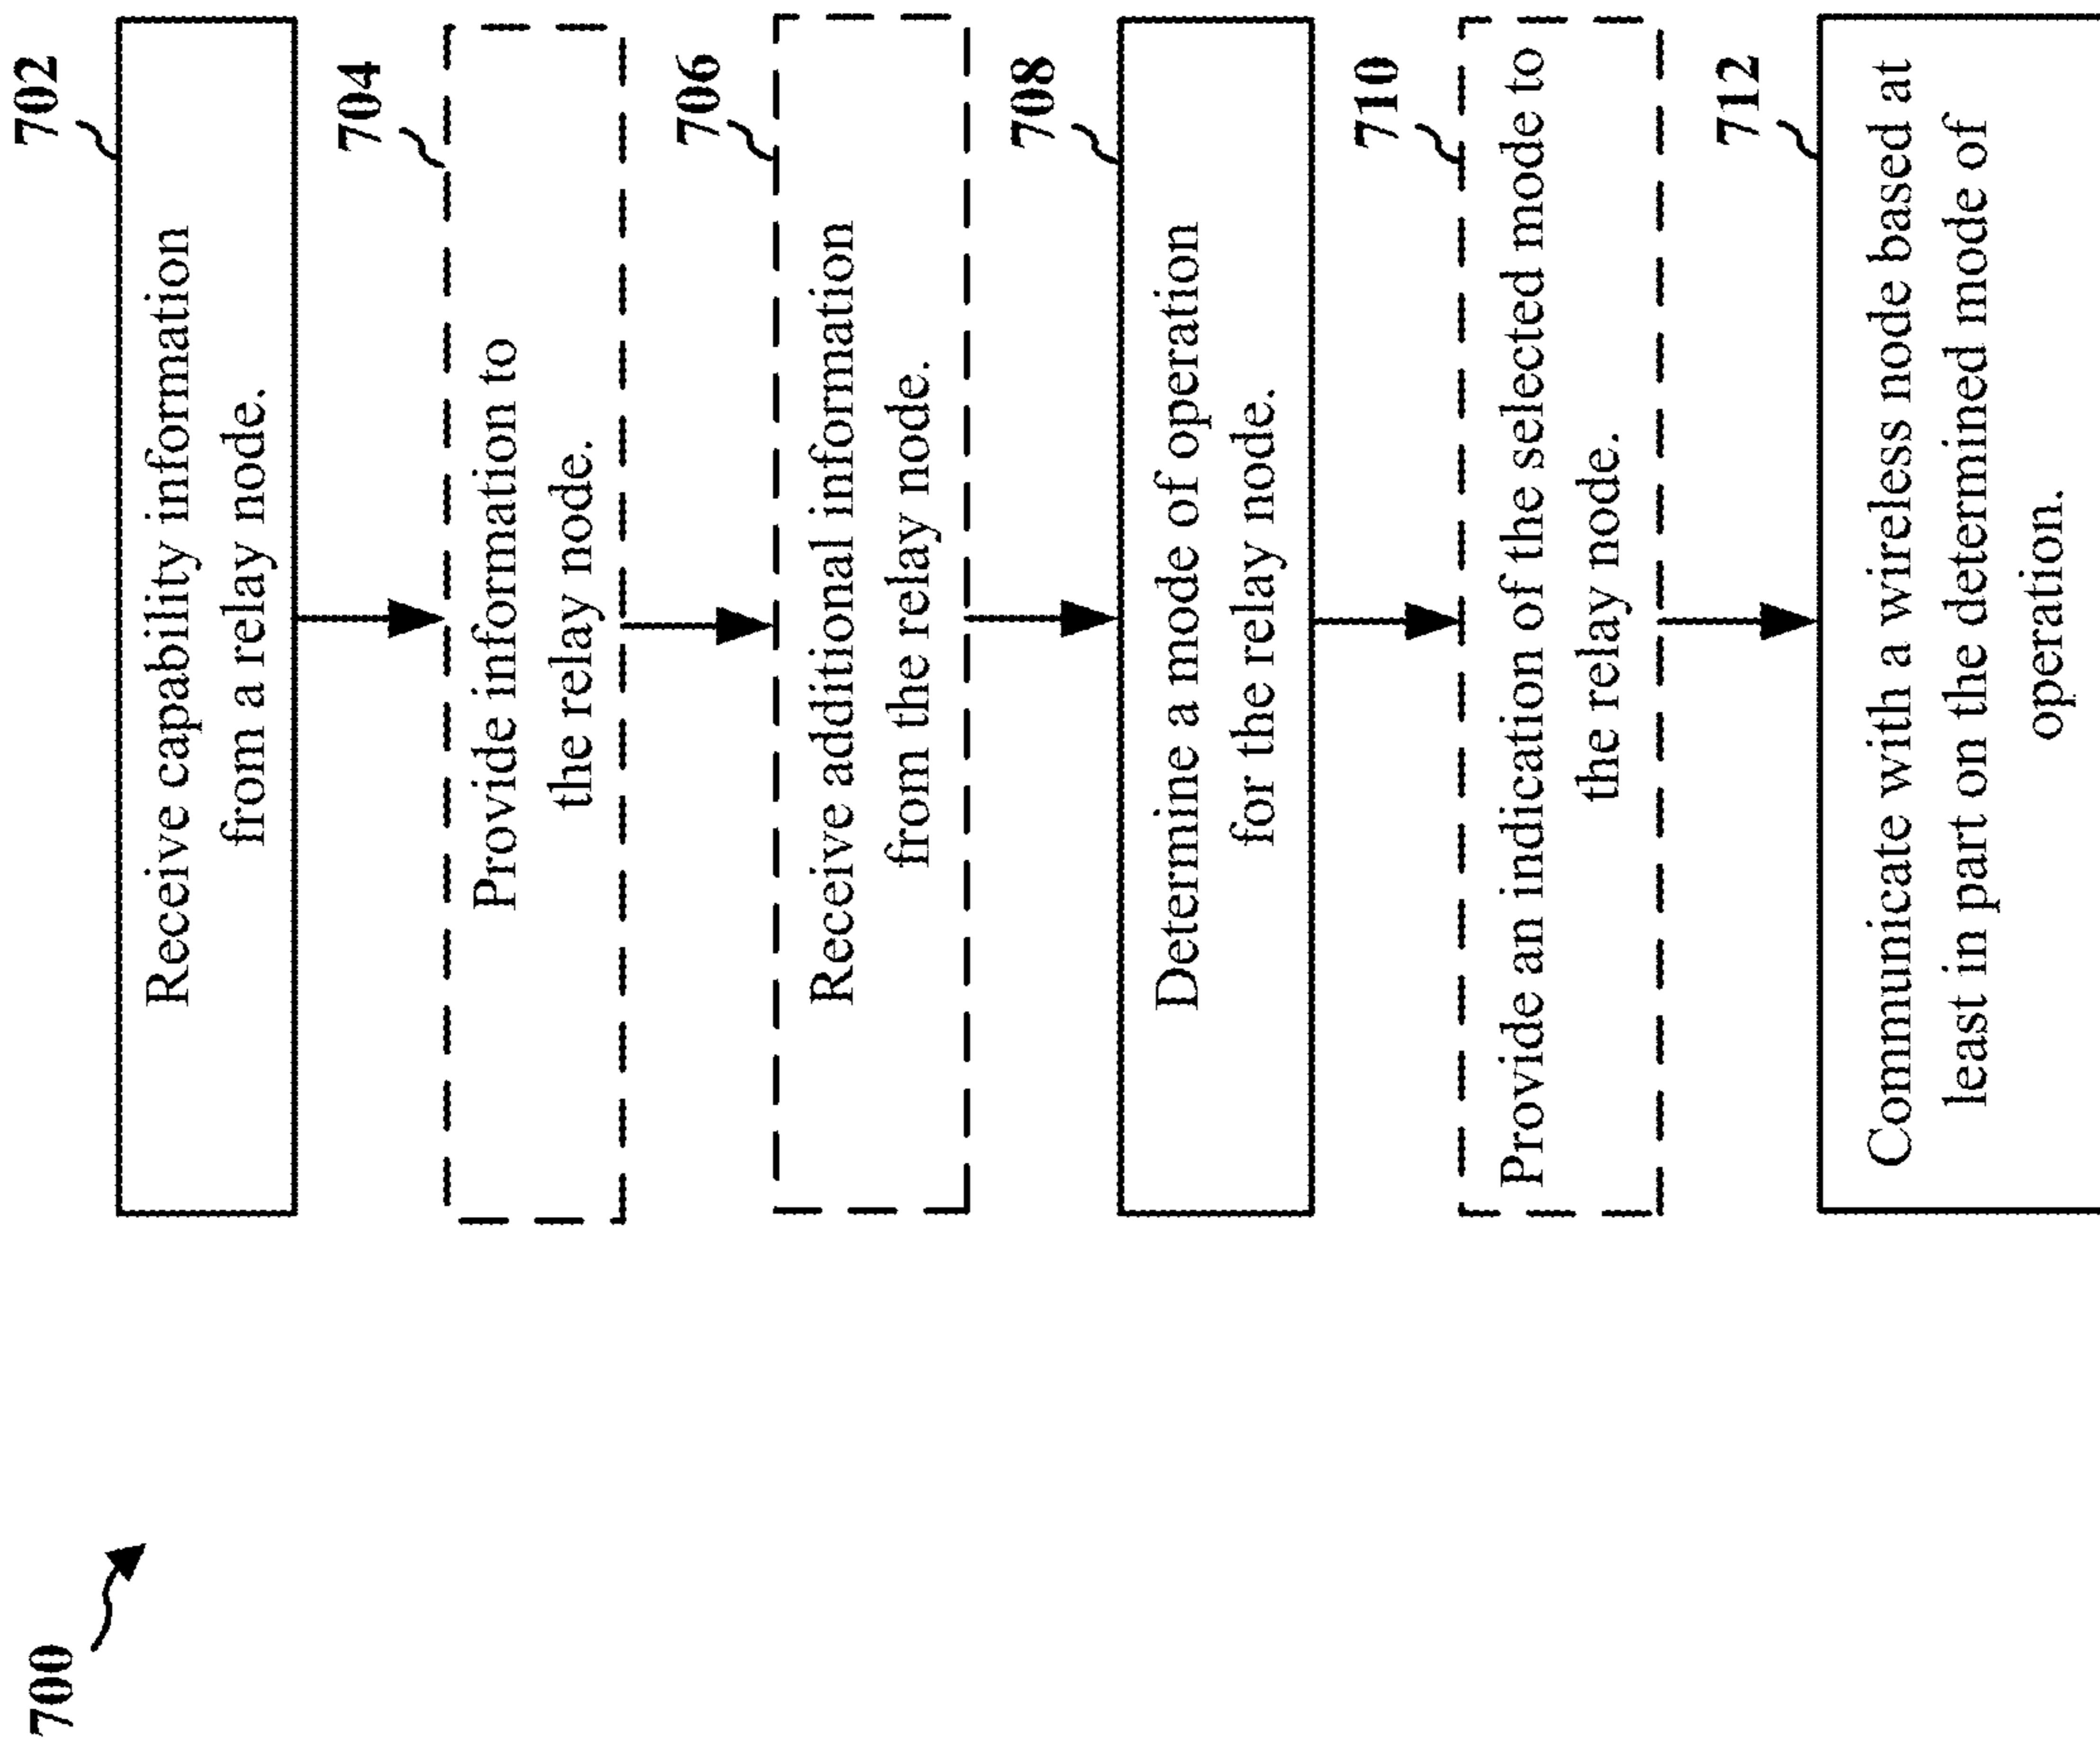 700
702
Receive capability information
from a relay node.
704
Provide information to
the relay node.
706
Receive additional information
from the relay node.
708
Determine a mode of operation
for the relay node.
710
Provide an indication of the selected mode to
the relay node.
712
Communicate with a wireless node based at
least in part on the determined mode of
operation.